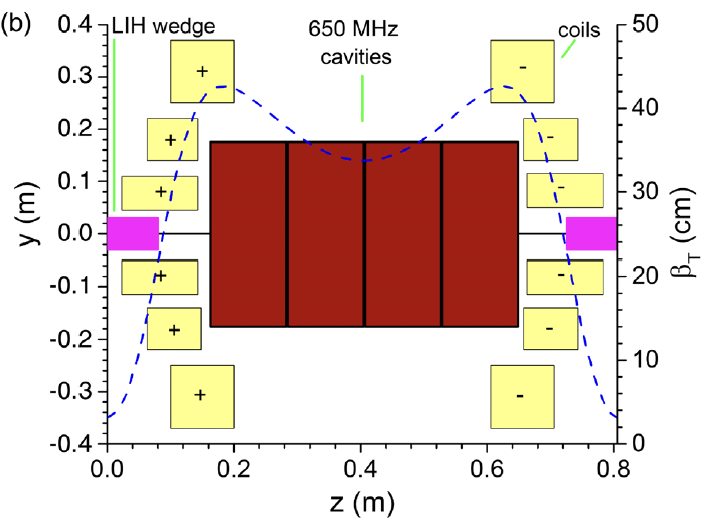 (b)
LIH wedge
650 MHz
cavities
coils
0.4
0.3
0.2
0.1
0.0
-0.1
-0.2
-0.3
-0.4
y (m)
50
40
30
20
10
0
βT (cm)
+ -
+ -
+ -
+ -
+ -
+ -
0.0 0.2 0.4 0.6 0.8
z (m)